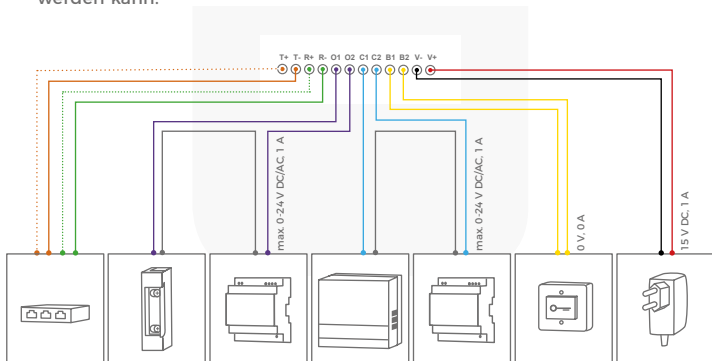 werden kann.
T+ T- R+ R- O1 O2 C1 C2 B1 B2 V- V+
max. 0-24 V DC/AC, 1 A
max. 0-24 V DC/AC, 1 A
0 V, 0 A
15 V DC, 1 A